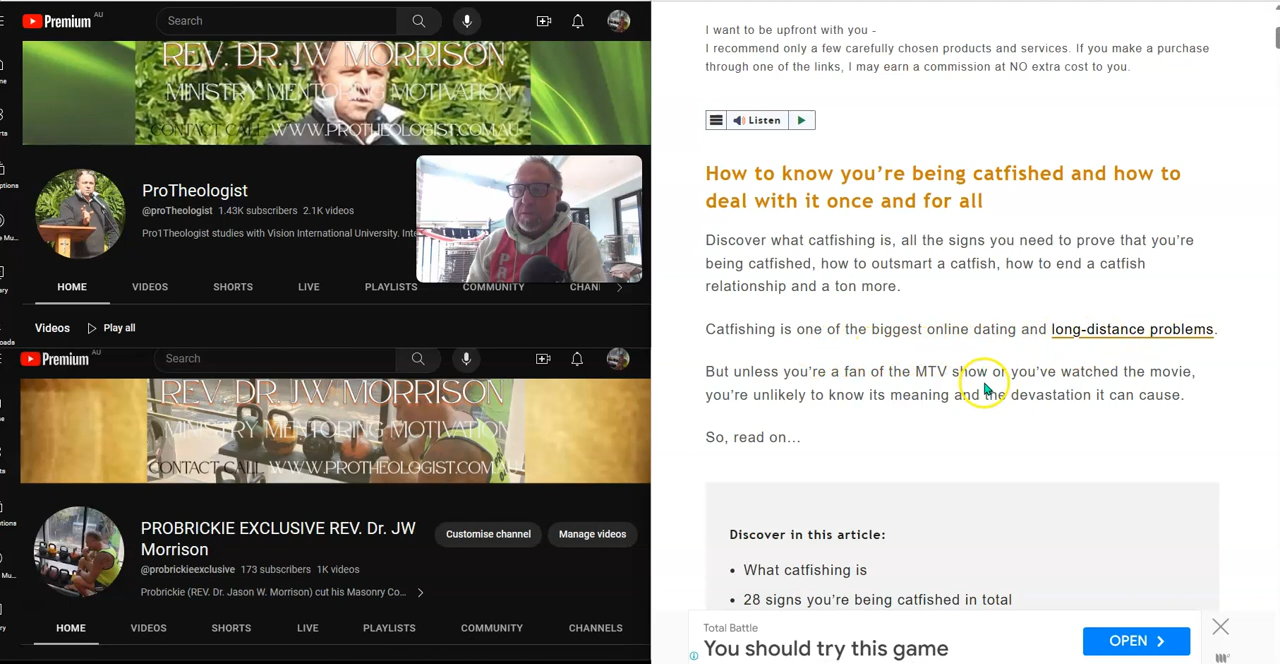 Premium AU
Search
REV. DR. JW MORRISON
MINISTRY MENTORING MOTIVATION
CONTACT CALL WWW.PROTHEOLOGIST.COM.AU
ProTheologist
@proTheologist 1.43K subscribers 2.1K videos
Pro1Theologist studies with Vision International University.
HOME VIDEOS SHORTS LIVE PLAYLISTS COMMUNITY
Videos Play all
Premium AU
Search
REV. DR. JW MORRISON
MINISTRY MENTORING MOTIVATION
CONTACT CALL WWW.PROTHEOLOGIST.COM.AU
PROBRICKIE EXCLUSIVE REV. Dr. JW
Morrison
Customise channel Manage videos
@probrickieexclusive 173 subscribers 1K videos
Probrickie (REV. Dr. Jason W. Morrison) cut his Masonry Co...
HOME VIDEOS SHORTS LIVE PLAYLISTS COMMUNITY CHANNELS
I want to be upfront with you -
I recommend only a few carefully chosen products and services. If you make a purchase
through one of the links, I may earn a commission at NO extra cost to you.
Listen
How to know you’re being catfished and how to
deal with it once and for all
Discover what catfishing is, all the signs you need to prove that you’re
being catfished, how to outsmart a catfish, how to end a catfish
relationship and a ton more.
Catfishing is one of the biggest online dating and long-distance problems.
But unless you’re a fan of the MTV show or you’ve watched the movie,
you’re unlikely to know its meaning and the devastation it can cause.
So, read on...
Discover in this article:
• What catfishing is
• 28 signs you’re being catfished in total
Total Battle
You should try this game
OPEN